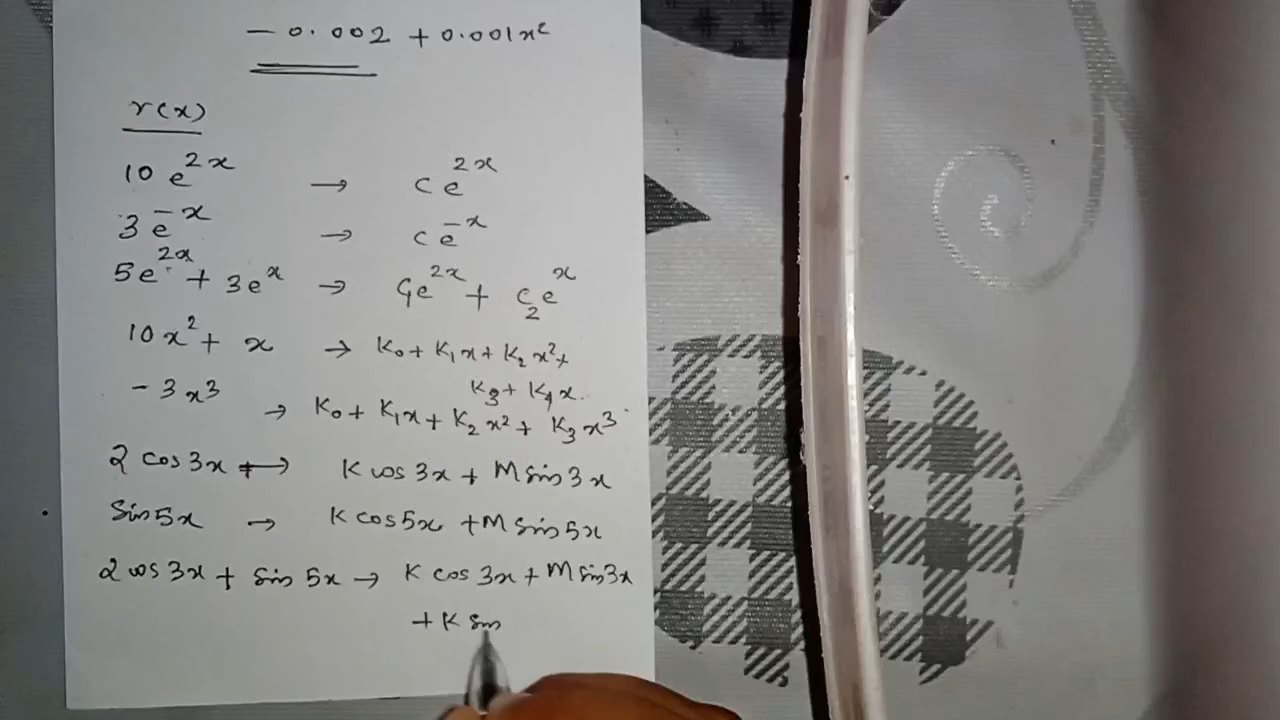 - 0.002 + 0.001x²
r(x)
10 e^{2x} → c e^{2x}
3 e^{-x} → c e^{-x}
5e^{2x} + 3e^{x} → c₁e^{2x} + c₂e^{x}
10x² + x → K₀ + K₁x + K₂x² +
K₃ + K₄x.
- 3x³ → K₀ + K₁x + K₂x² + K₃x³
2 cos 3x → K cos 3x + M sin 3x
Sin 5x → K cos 5x + M sin 5x
2 cos 3x + sin 5x → K cos 3x + M sin 3x
+ K sin